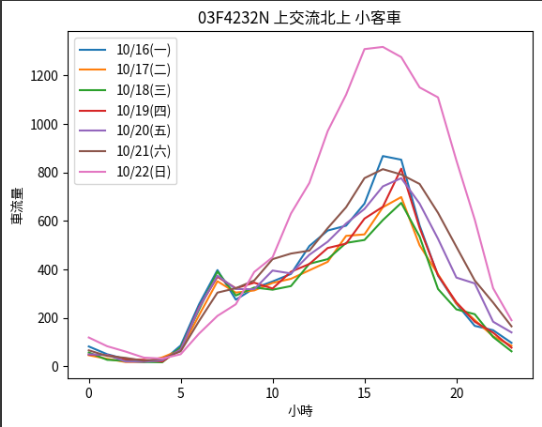 03F4232N 上交流北上 小客車
10/16(一)
10/17(二)
10/18(三)
10/19(四)
10/20(五)
10/21(六)
10/22(日)
車流量
1200
1000
800
600
400
200
0
0 5 10 15 20
小時